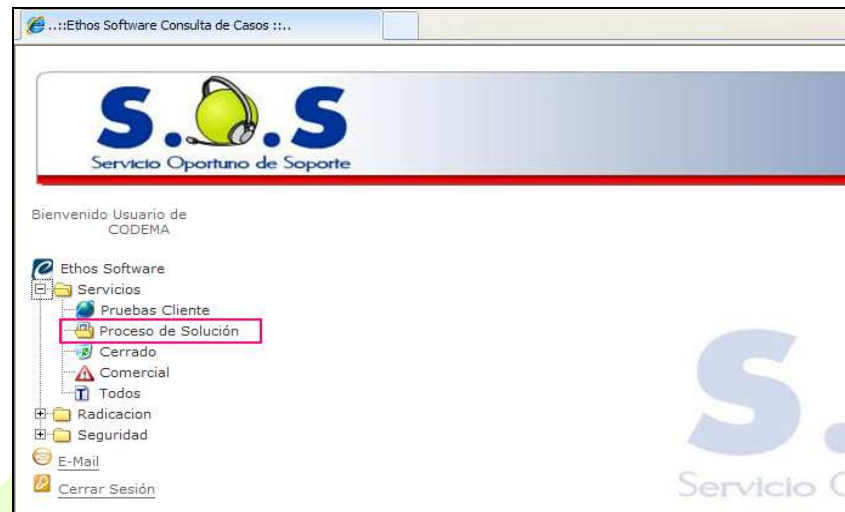 ..::Ethos Software Consulta de Casos ::..
S.O.S
Servicio Oportuno de Soporte
Bienvenido Usuario de
CODEMA
Ethos Software
Servicios
Pruebas Cliente
Proceso de Solución
Cerrado
Comercial
Todos
Radicacion
Seguridad
E-Mail
Cerrar Sesión
S.
Servicio